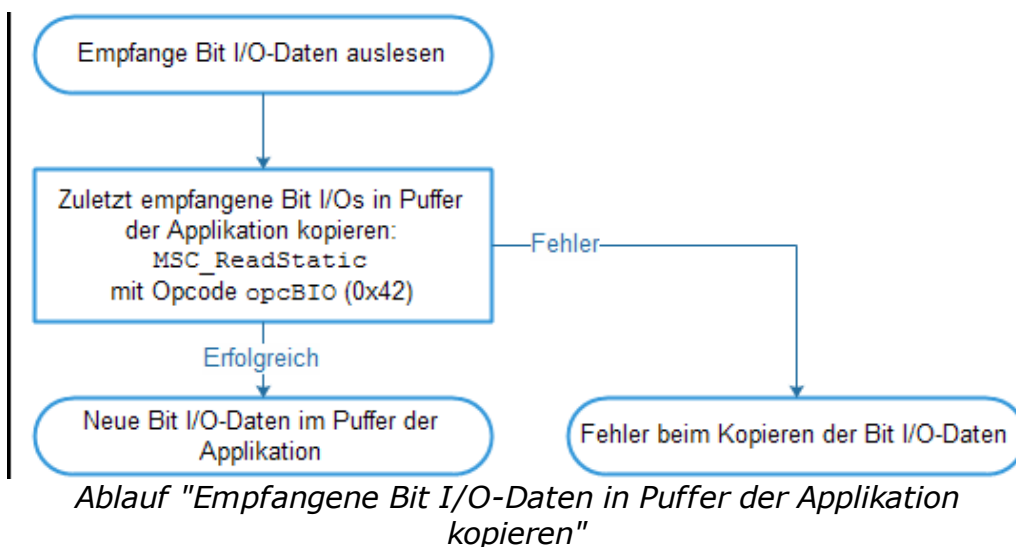 Empfange Bit I/O-Daten auslesen
Zuletzt empfangene Bit I/Os in Puffer
der Applikation kopieren:
MSC_ReadStatic
mit Opcode opcBIO (0x42)
Fehler
Erfolgreich
Neue Bit I/O-Daten im Puffer der
Applikation
Fehler beim Kopieren der Bit I/O-Daten
Ablauf "Empfangene Bit I/O-Daten in Puffer der Applikation
kopieren"